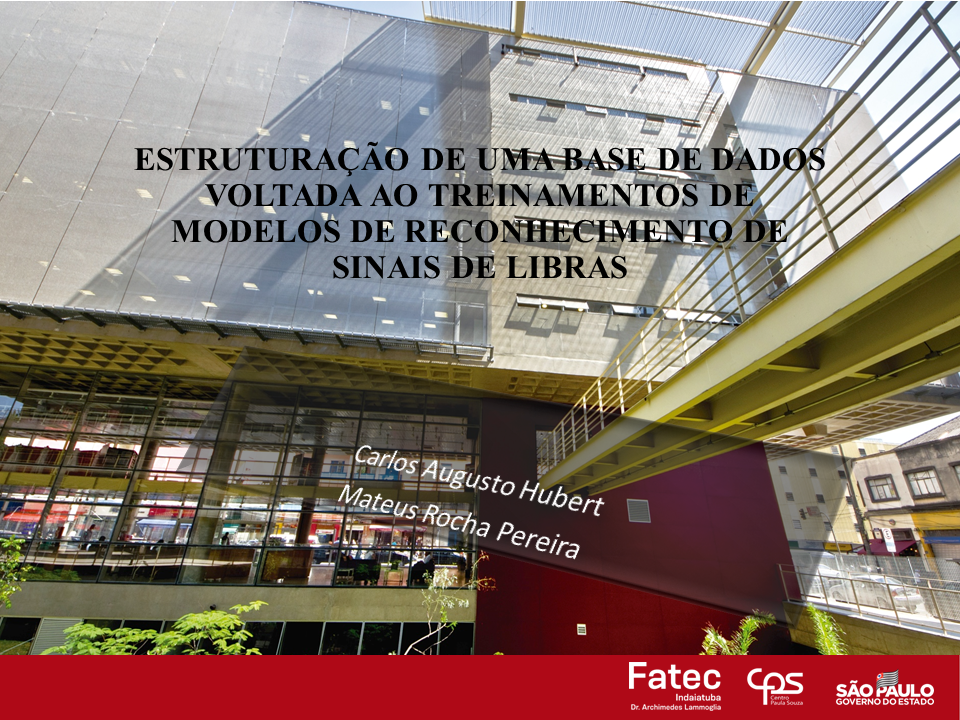 ESTRUTURAÇÃO DE UMA BASE DE DADOS
VOLTADA AO TREINAMENTOS DE
MODELOS DE RECONHECIMENTO DE
SINAIS DE LIBRAS
Carlos Augusto Hubert
Mateus Rocha Pereira
Fatec
Indaiatuba
Dr. Archimedes Lammoglia
CPS
Centro
Paula Souza
SÃO PAULO
GOVERNO DO ESTADO